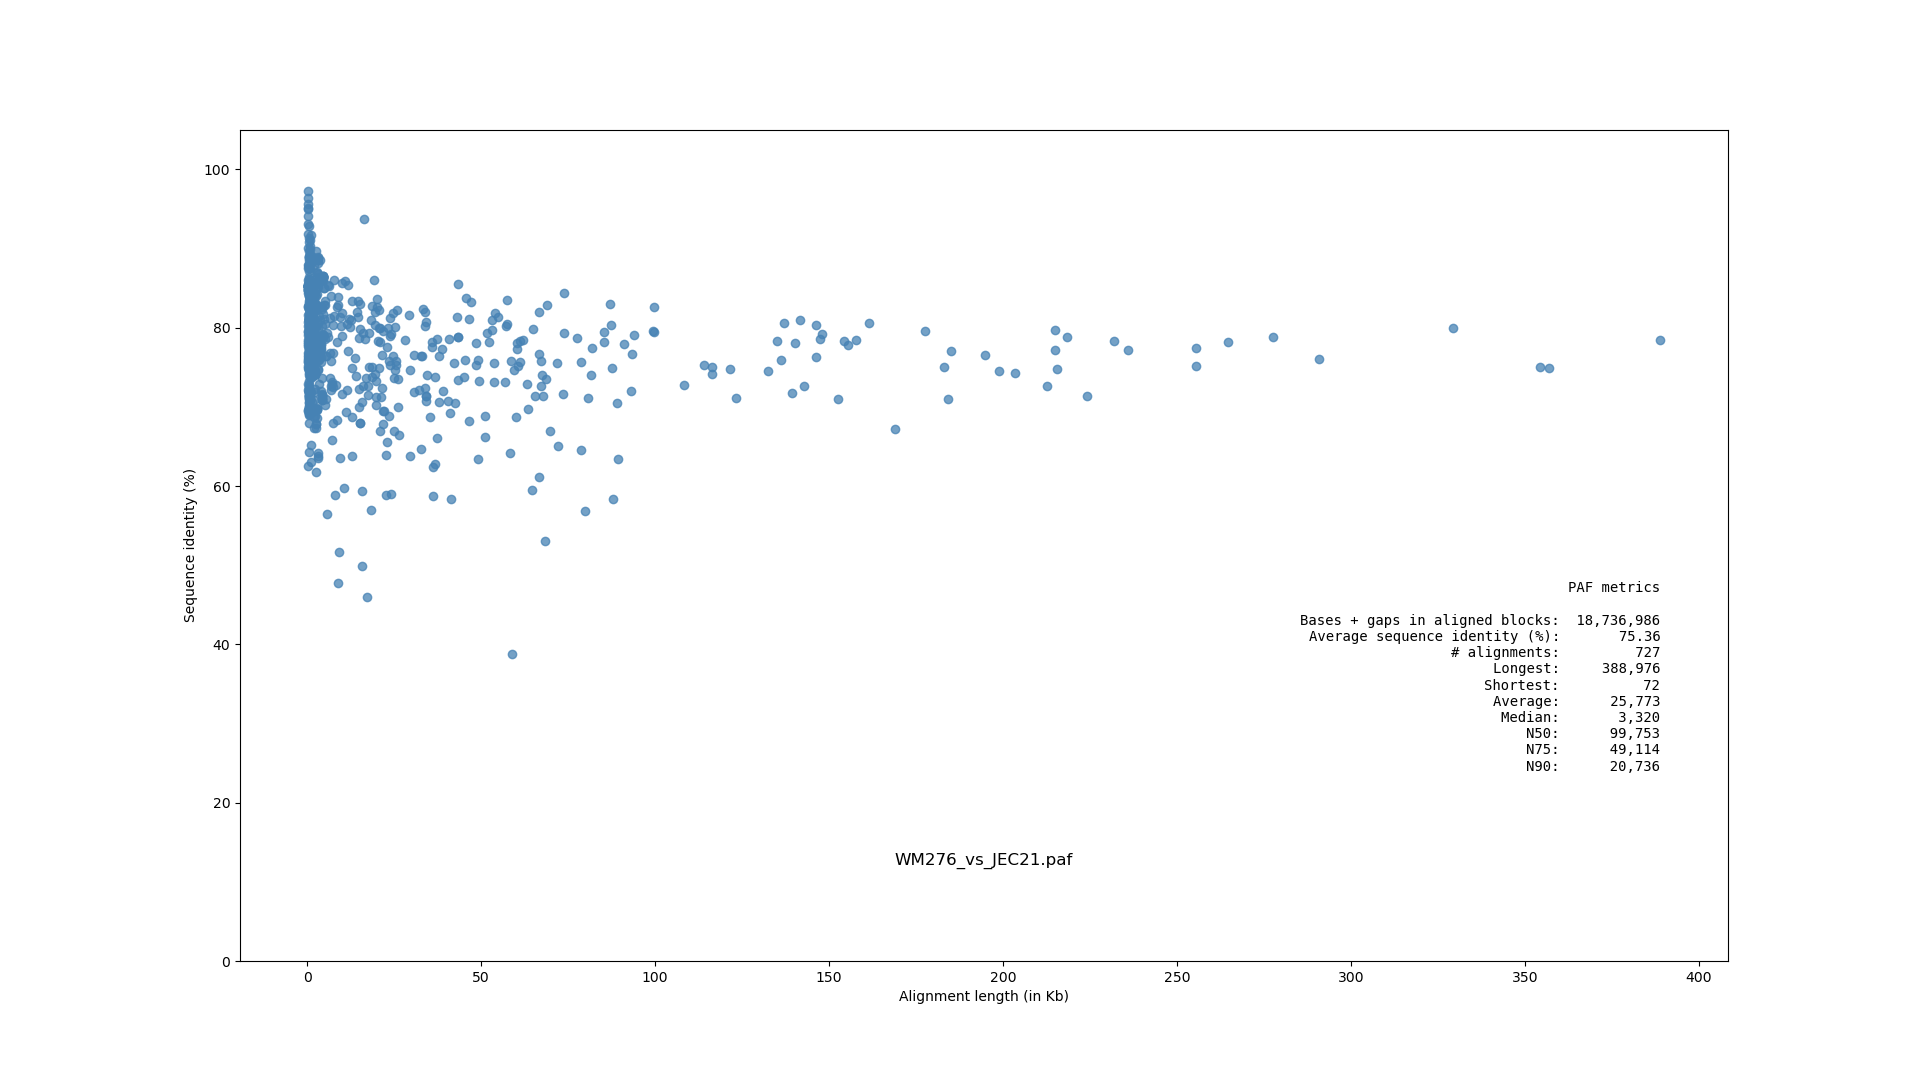 100
80
60
40
20
0
Sequence identity (%)
PAF metrics
Bases + gaps in aligned blocks: 18,736,986
Average sequence identity (%): 75.36
# alignments: 727
Longest: 388,976
Shortest: 72
Average: 25,773
Median: 3,320
N50: 99,753
N75: 49,114
N90: 20,736
WM276_vs_JEC21.paf
0 50 100 150 200 250 300 350 400
Alignment length (in Kb)